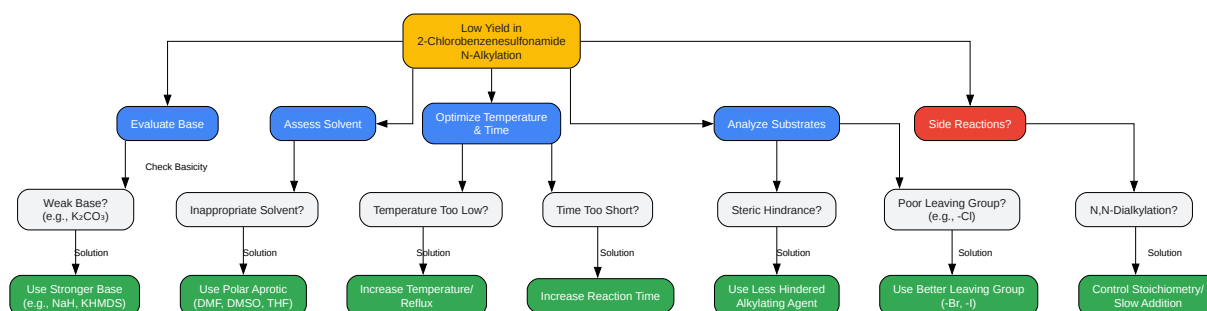 Low Yield in
2-Chlorobenzenesulfonamide
N-Alkylation
Evaluate Base
Assess Solvent
Optimize Temperature
& Time
Analyze Substrates
Side Reactions?
Check Basicity
Weak Base?
(e.g., K₂CO₃)
Inappropriate Solvent?
Temperature Too Low?
Time Too Short?
Steric Hindrance?
Poor Leaving Group?
(e.g., -Cl)
N,N-Dialkylation?
Solution
Solution
Solution
Solution
Solution
Solution
Solution
Use Stronger Base
(e.g., NaH, KHMDS)
Use Polar Aprotic
(DMF, DMSO, THF)
Increase Temperature/
Reflux
Increase Reaction Time
Use Less Hindered
Alkylating Agent
Use Better Leaving Group
(-Br, -I)
Control Stoichiometry/
Slow Addition